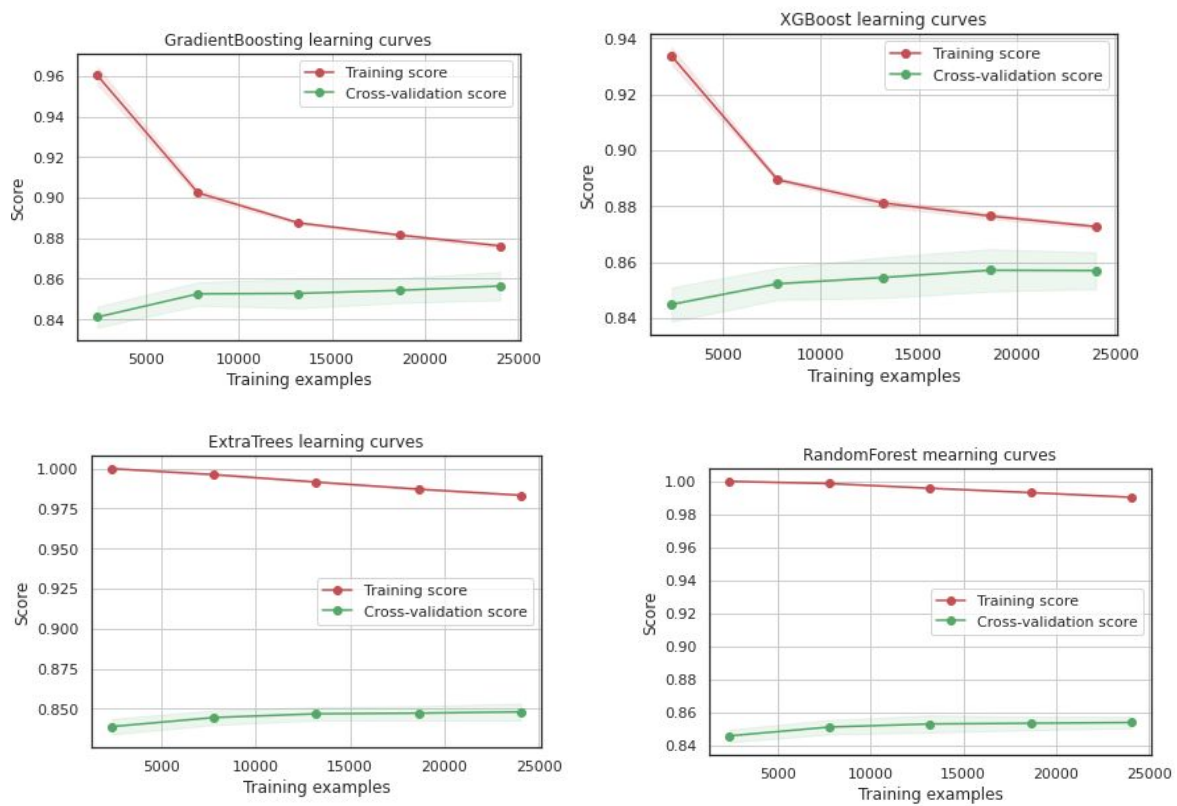 GradientBoosting learning curves
Training score
Cross-validation score
0.96
0.94
0.92
0.90
0.88
0.86
0.84
Score
5000 10000 15000 20000 25000
Training examples
XGBoost learning curves
Training score
Cross-validation score
0.94
0.92
0.90
0.88
0.86
0.84
Score
5000 10000 15000 20000 25000
Training examples
ExtraTrees learning curves
1.000
0.975
0.950
0.925
0.900
0.875
0.850
Score
Training score
Cross-validation score
5000 10000 15000 20000 25000
Training examples
RandomForest mearning curves
1.00
0.98
0.96
0.94
0.92
0.90
0.88
0.86
0.84
Score
Training score
Cross-validation score
5000 10000 15000 20000 25000
Training examples